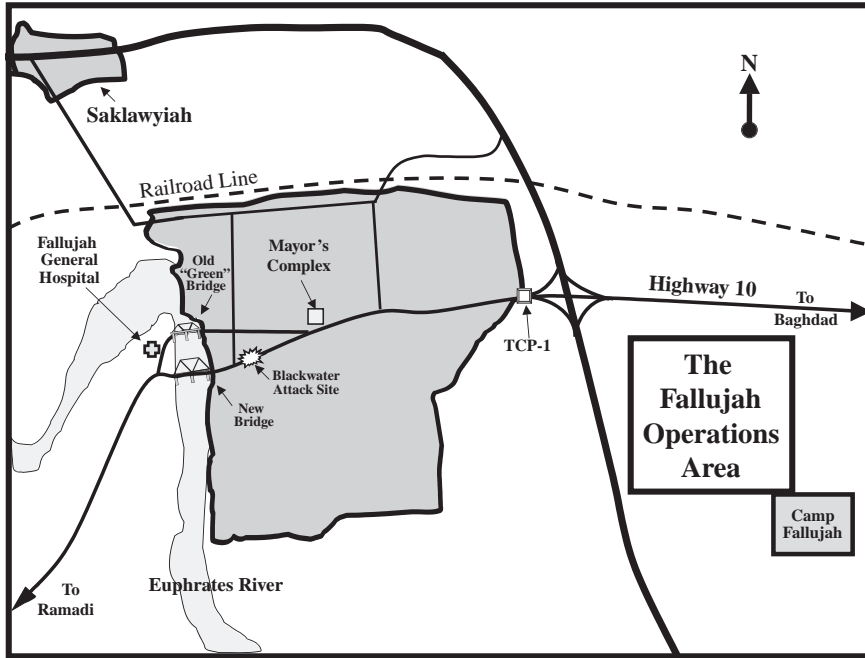 N
Saklawyiah
Railroad Line
Fallujah
General
Hospital
Old
“Green”
Bridge
Mayor’s
Complex
Highway 10
To
Baghdad
TCP-1
Blackwater
Attack Site
New
Bridge
The
Fallujah
Operations
Area
Camp
Fallujah
Euphrates River
To
Ramadi